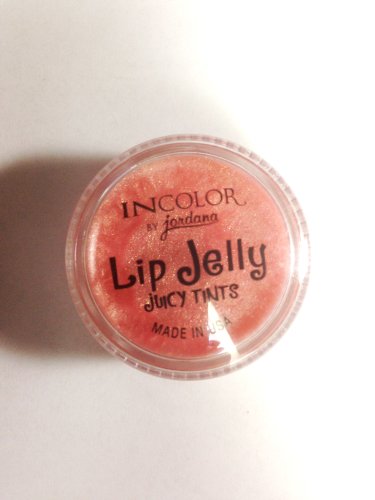 INCOLOR
BY jordana
Lip Jelly
JUICY TINTS
MADE IN USA